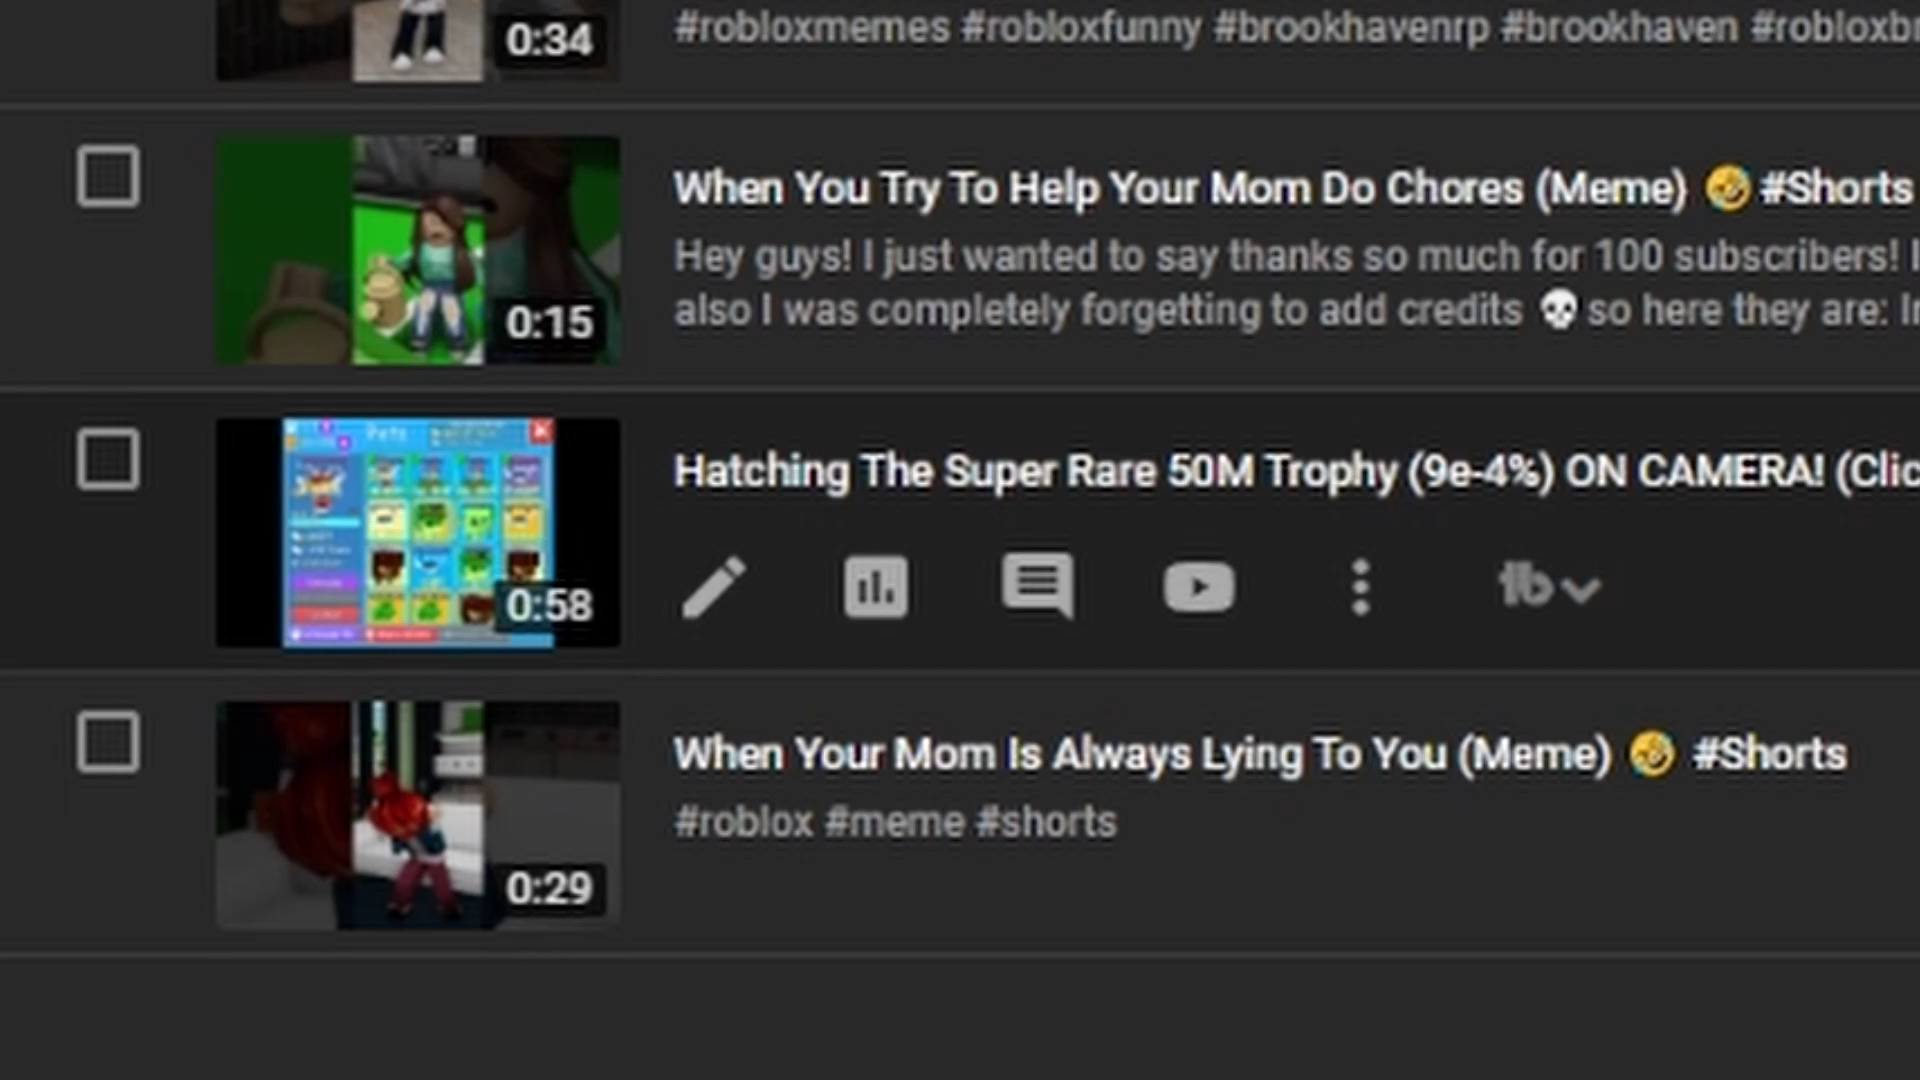 0:34
#robloxmemes #robloxfunny #brookhavenrp #brookhaven
When You Try To Help Your Mom Do Chores (Meme) 🤣 #Shorts
Hey guys! I just wanted to say thanks so much for 100 subscribers! I
also I was completely forgetting to add credits 💀 so here they are:
0:15
Hatching The Super Rare 50M Trophy (9e-4%) ON CAMERA! (Clic
Pets
0:58
tb
When Your Mom Is Always Lying To You (Meme) 🤣 #Shorts
#roblox #meme #shorts
0:29